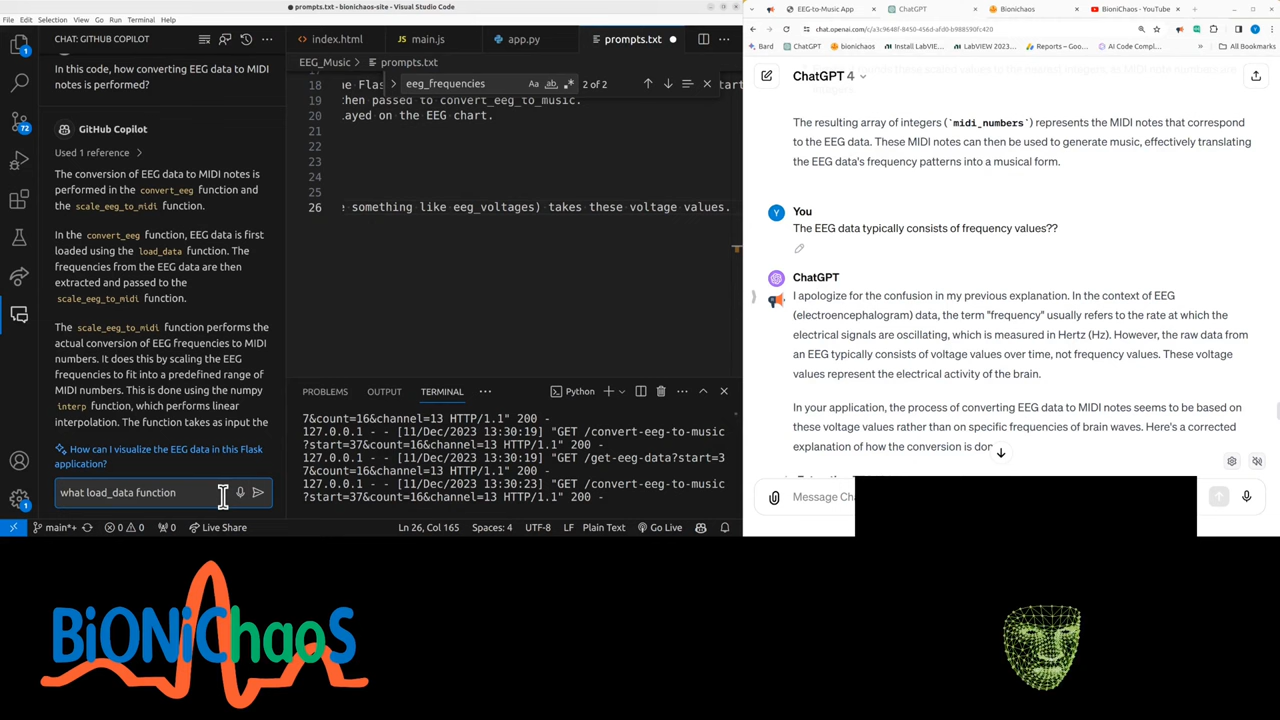 prompts.txt - bionichaos-site - Visual Studio Code
File Edit Selection View Go Run Terminal Help
CHAT: GITHUB COPILOT
In this code, how converting EEG data to MIDI
notes is performed?
GitHub Copilot
Used 1 reference
The conversion of EEG data to MIDI notes is
performed in the convert_eeg function and
the scale_eeg_to_midi function.
In the convert_eeg function, EEG data is first
loaded using the load_data function. The
frequencies from the EEG data are then
extracted and passed to the
scale_eeg_to_midi function.
The scale_eeg_to_midi function performs the
actual conversion of EEG frequencies to MIDI
numbers. It does this by scaling the EEG
frequencies to fit into a predefined range of
MIDI numbers. This is done using the numpy
interp function, which performs linear
interpolation. The function takes as input the
How can I visualize the EEG data in this Flask
application?
what load_data function
72
1
index.html main.js app.py prompts.txt
EEG_Music > prompts.txt
eeg_frequencies Aa ab .* 2 of 2
18
19 then passed to convert_eeg_to_music.
20 ayed on the EEG chart.
21
22
23
24
25
26 e something like eeg_voltages) takes these voltage values.
PROBLEMS OUTPUT TERMINAL
Python
7&count=16&channel=13 HTTP/1.1" 200 -
127.0.0.1 - - [11/Dec/2023 13:30:19] "GET /convert-eeg-to-music
?start=37&count=16&channel=13 HTTP/1.1" 200 -
127.0.0.1 - - [11/Dec/2023 13:30:19] "GET /get-eeg-data?start=3
7&count=16&channel=13 HTTP/1.1" 200 -
127.0.0.1 - - [11/Dec/2023 13:30:23] "GET /convert-eeg-to-music
?start=37&count=16&channel=13 HTTP/1.1" 200 -
main*+ 0 0 0 Live Share Ln 26, Col 165 Spaces: 4 UTF-8 LF Plain Text Go Live
EEG-to-Music App ChatGPT Bionichaos BioniChaos - YouTube
chat.openai.com/c/a3c9648f-8450-456d-afd0-b988590fc420
Bard ChatGPT bionichaos Install LabVIEW... LabVIEW 2023... Reports – Goog... AI Code Compl... All Bookmarks
ChatGPT 4
The resulting array of integers (`midi_numbers`) represents the MIDI notes that correspond
to the EEG data. These MIDI notes can then be used to generate music, effectively translating
the EEG data's frequency patterns into a musical form.
Y You
The EEG data typically consists of frequency values??
ChatGPT
I apologize for the confusion in my previous explanation. In the context of EEG
(electroencephalogram) data, the term "frequency" usually refers to the rate at which the
electrical signals are oscillating, which is measured in Hertz (Hz). However, the raw data from
an EEG typically consists of voltage values over time, not frequency values. These voltage
values represent the electrical activity of the brain.
In your application, the process of converting EEG data to MIDI notes seems to be based on
these voltage values rather than on specific frequencies of brain waves. Here's a corrected
explanation of how the conversion is don
Message Cha
BiONiChaoS